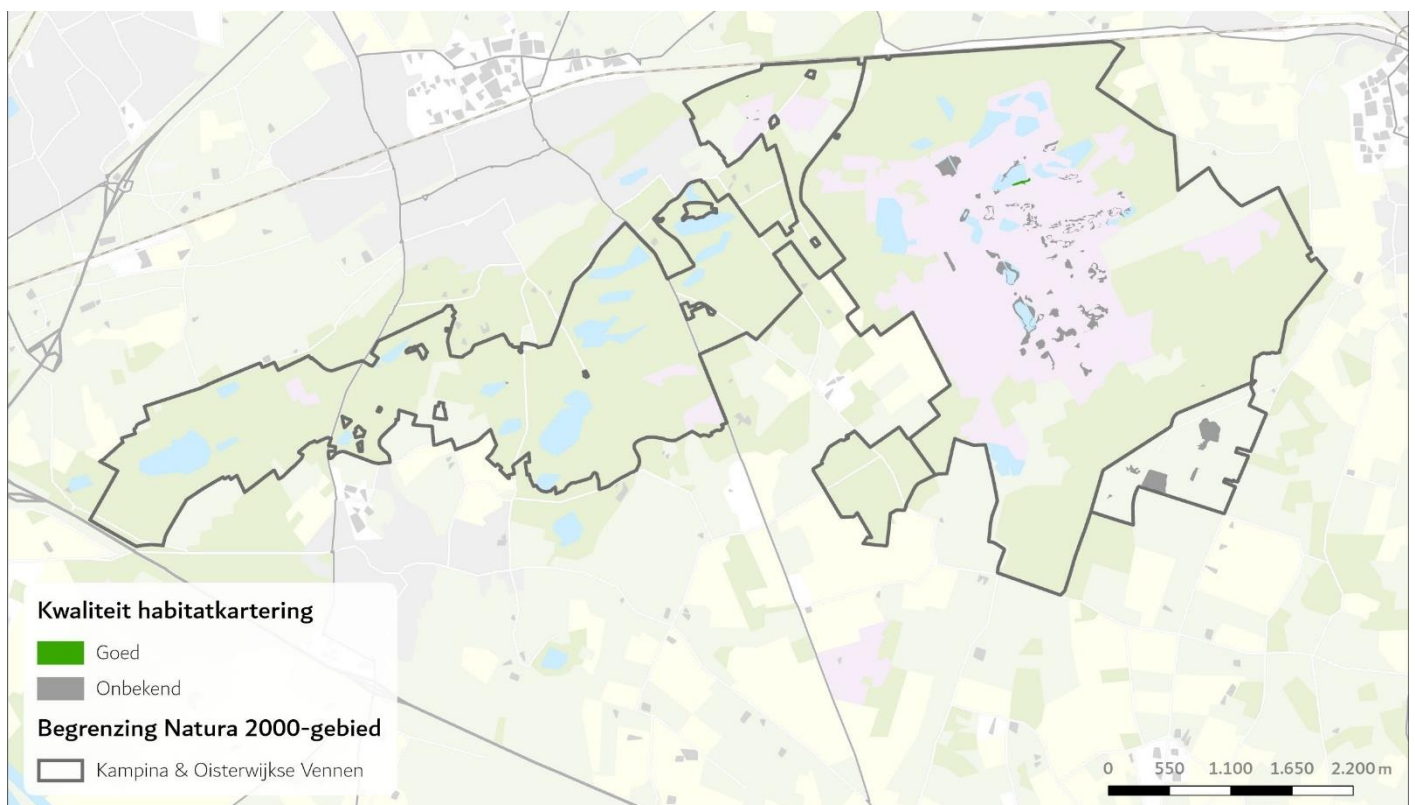 Kwaliteit habitatkartering
Goed
Onbekend
Begrenzing Natura 2000-gebied
Kampina & Oisterwijkse Vennen
0 550 1.100 1.650 2.200 m